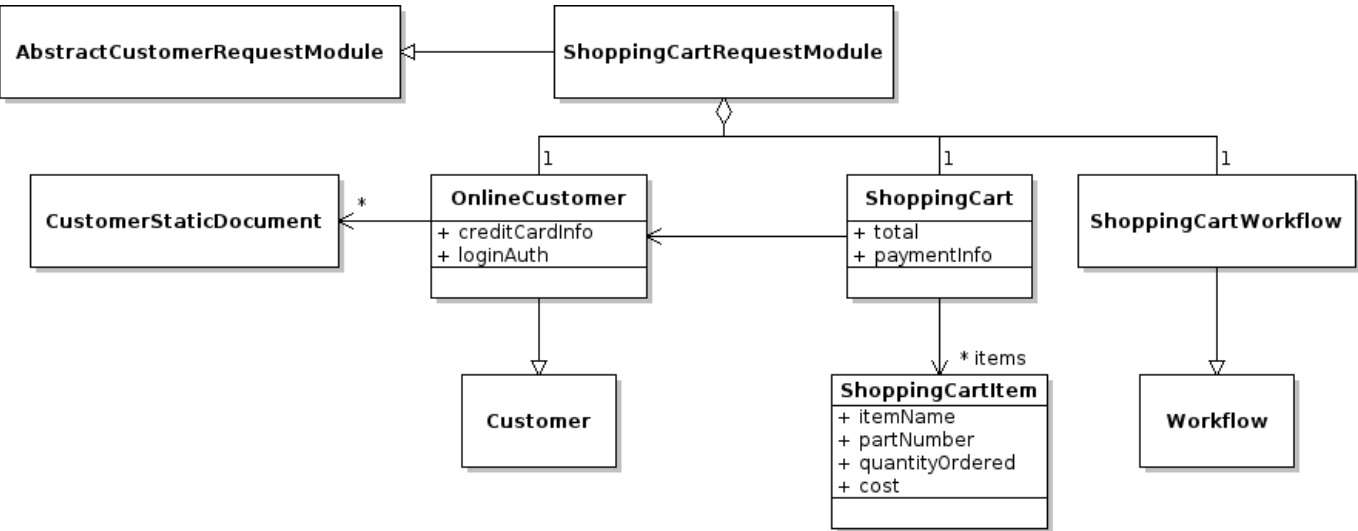 AbstractCustomerRequestModule
ShoppingCartRequestModule
1
1
1
CustomerStaticDocument
*
OnlineCustomer
+ creditCardInfo
+ loginAuth
ShoppingCart
+ total
+ paymentInfo
ShoppingCartWorkflow
* items
Customer
ShoppingCartItem
+ itemName
+ partNumber
+ quantityOrdered
+ cost
Workflow